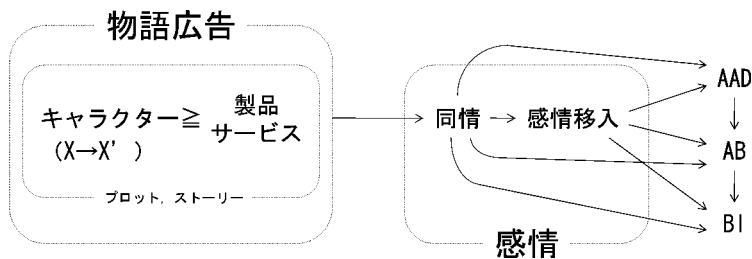 物語広告
キャラクター≧ 製品
サービス
(X→X’)
プロット, ストーリー
同情 → 感情移入
感情
AAD
AB
BI